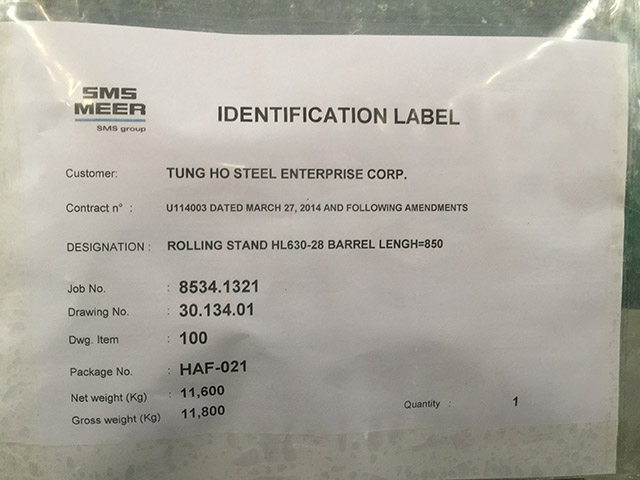 SMS
MEER
SMS group
IDENTIFICATION LABEL
Customer: TUNG HO STEEL ENTERPRISE CORP.
Contract n° : U114003 DATED MARCH 27, 2014 AND FOLLOWING AMENDMENTS
DESIGNATION : ROLLING STAND HL630-28 BARREL LENGH=850
Job No. : 8534.1321
Drawing No. : 30.134.01
Dwg. Item : 100
Package No. : HAF-021
Net weight (Kg) : 11,600
Gross weight (Kg) : 11,800
Quantity : 1